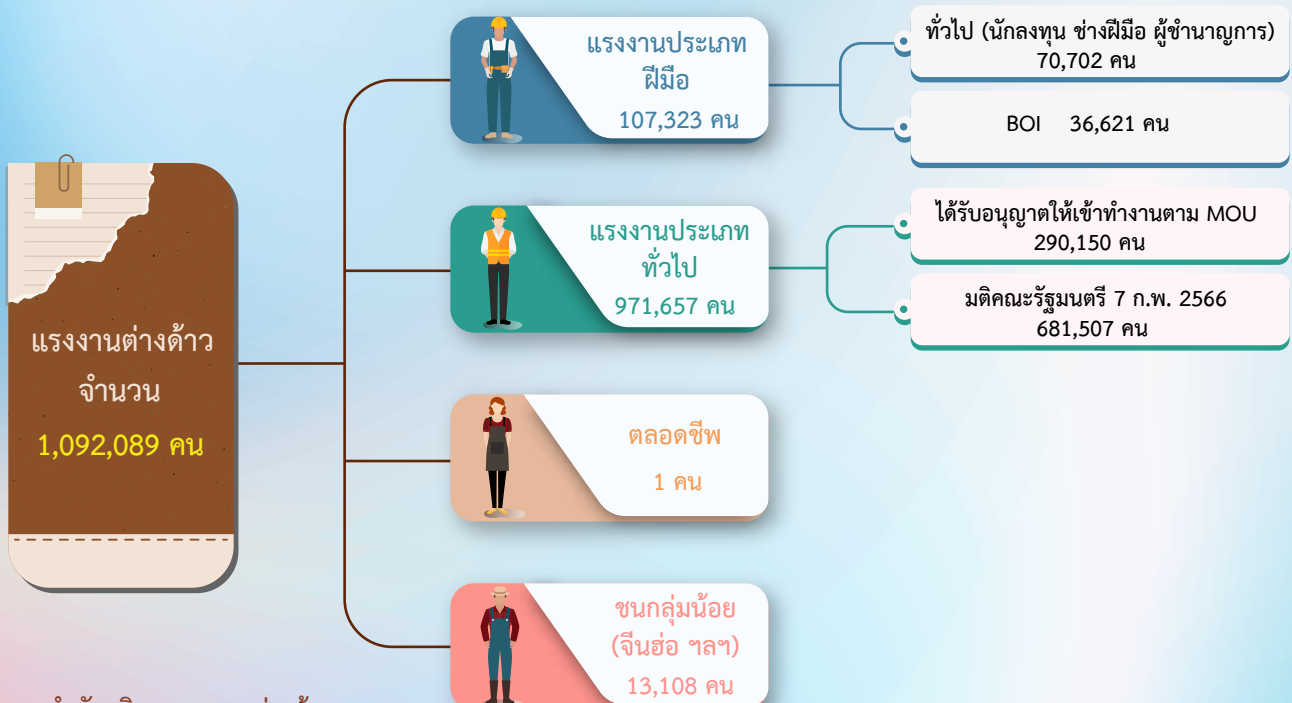 แรงงานต่างด้าว
จำนวน
1,092,089 คน
แรงงานประเภท
ฝีมือ
107,323 คน
ทั่วไป (นักลงทุน ช่างฝีมือ ผู้ชำนาญการ)
70,702 คน
BOI 36,621 คน
แรงงานประเภท
ทั่วไป
971,657 คน
ได้รับอนุญาตให้เข้าทำงานตาม MOU
290,150 คน
มติคณะรัฐมนตรี 7 ก.พ. 2566
681,507 คน
ตลอดชีพ
1 คน
ชนกลุ่มน้อย
(จีนฮ่อ ฯลฯ)
13,108 คน